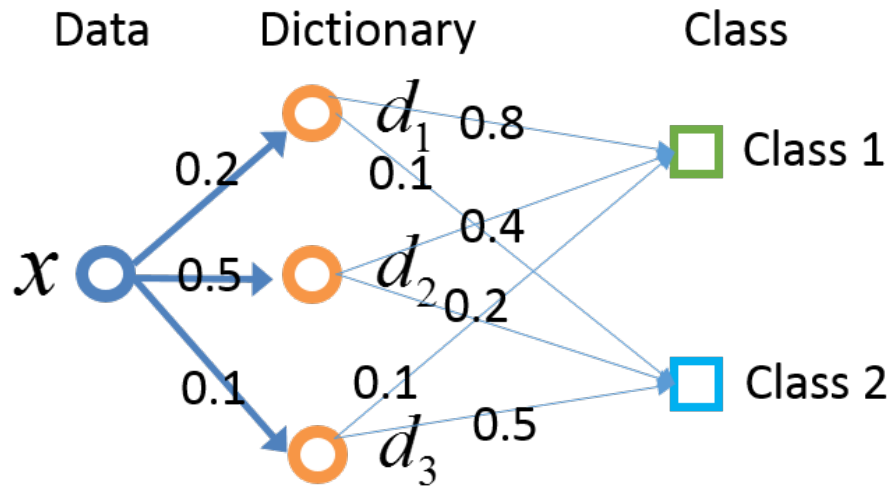 Data Dictionary Class
d1 0.8
Class 1
0.2 0.1
0.4
x 0.5 d2
0.2
0.1 0.1 Class 2
0.5
d3